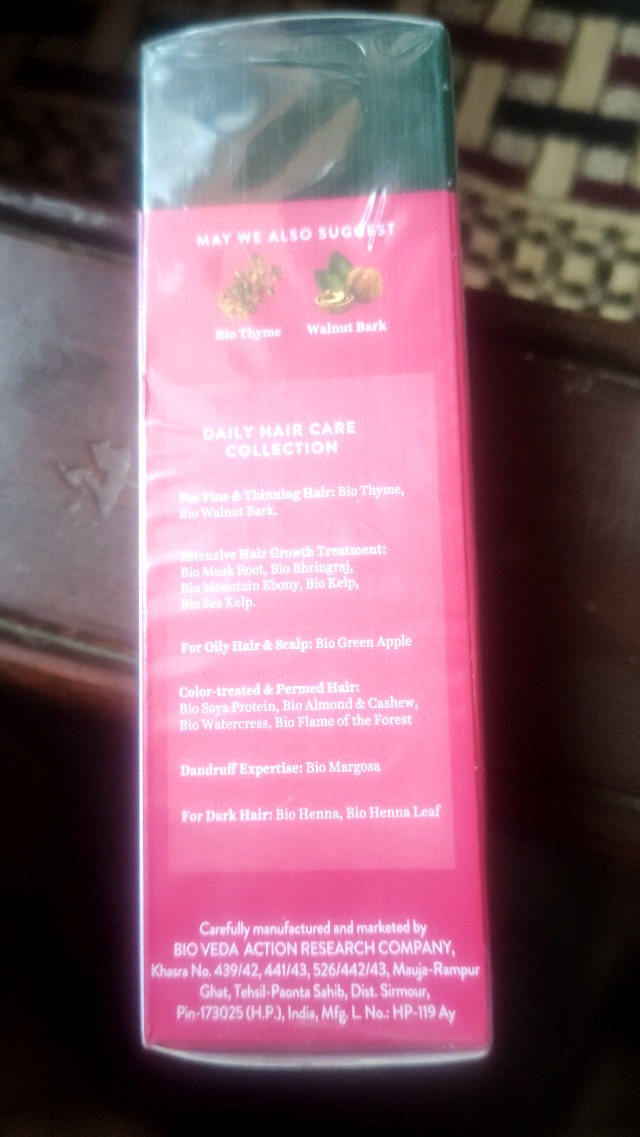 MAY WE ALSO SUGGEST
Bio Thyme
Walnut Bark
DAILY HAIR CARE
COLLECTION
For Fine & Thinning Hair: Bio Thyme,
Bio Walnut Bark.
Intensive Hair Growth Treatment:
Bio Musk Root, Bio Bhringraj,
Bio Mountain Ebony, Bio Kelp,
Bio Sea Kelp.
For Oily Hair & Scalp: Bio Green Apple
Color-treated & Permed Hair:
Bio Soya Protein, Bio Almond & Cashew,
Bio Watercress, Bio Flame of the Forest
Dandruff Expertise: Bio Margosa
For Dark Hair: Bio Henna, Bio Henna Leaf
Carefully manufactured and marketed by
BIO VEDA ACTION RESEARCH COMPANY,
Khasra No. 439/42, 441/43, 526/442/43, Mauja-Rampur
Ghat, Tehsil-Paonta Sahib, Dist. Sirmour,
Pin-173025 (H.P.), India, Mfg. L. No.: HP-119 Ay